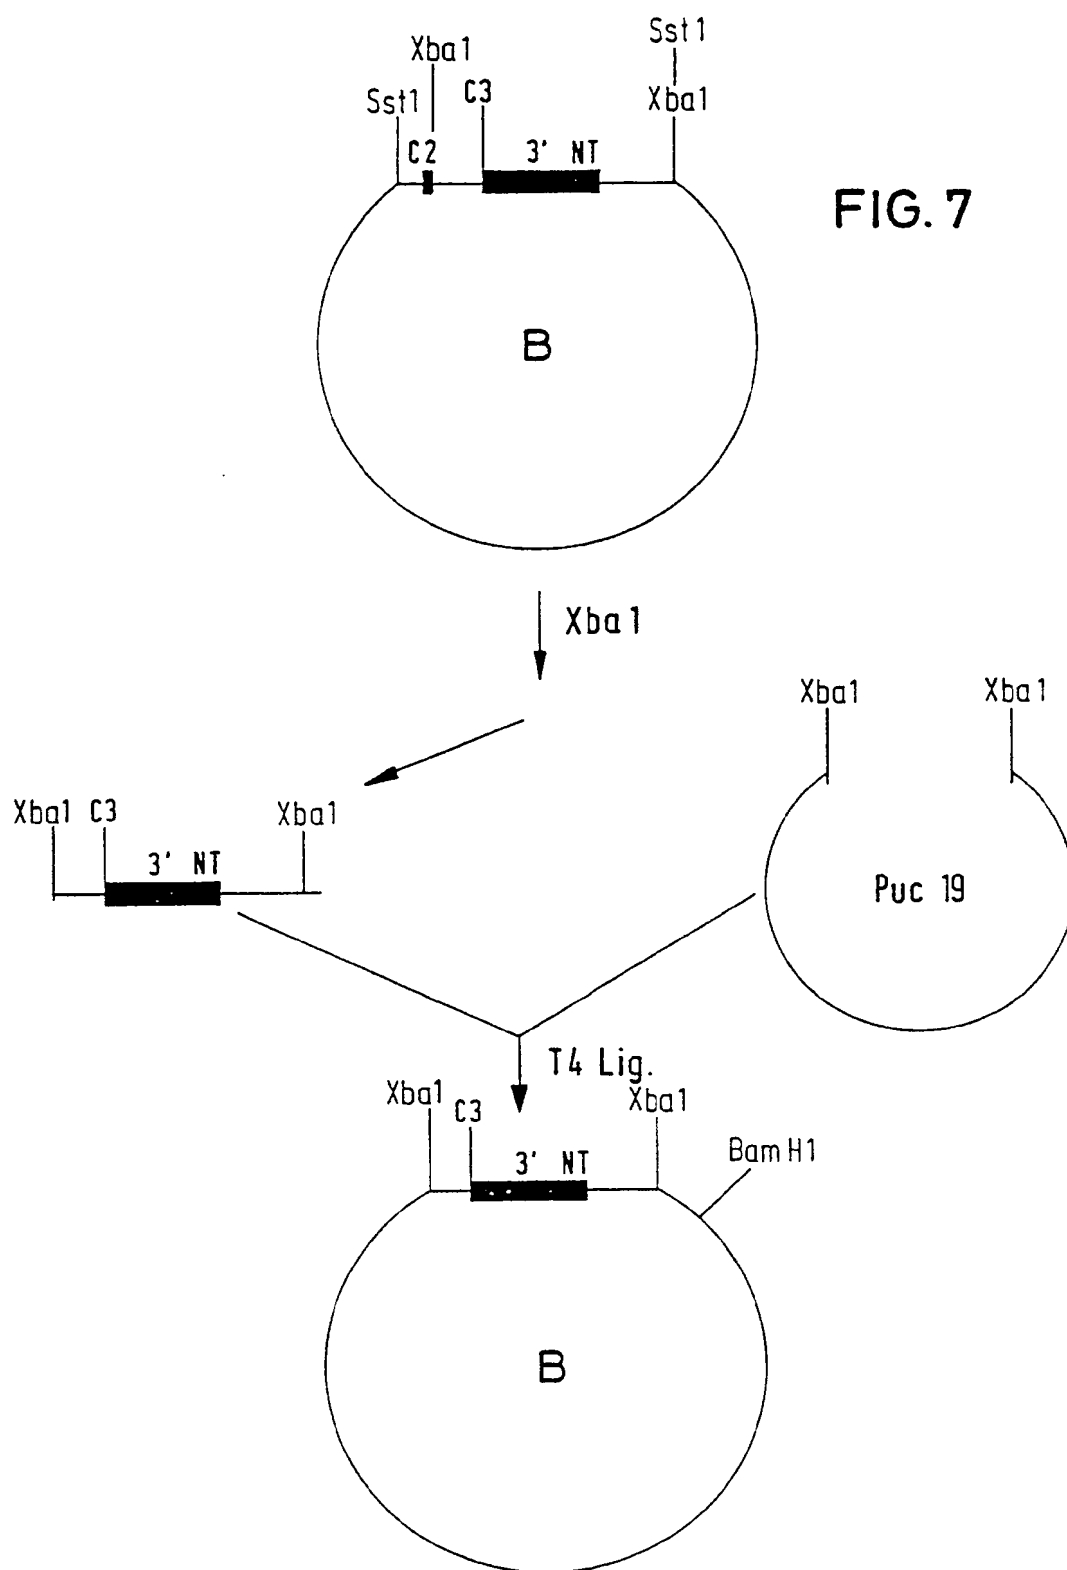 Sst1
Xba1
Sst1
C3
Xba1
C2
3' NT
FIG. 7
B
Xba1
Xba1
Xba1
Xba1
C3
Xba1
3' NT
Puc 19
T4 Lig.
Xba1
C3
Xba1
Bam H1
3' NT
B